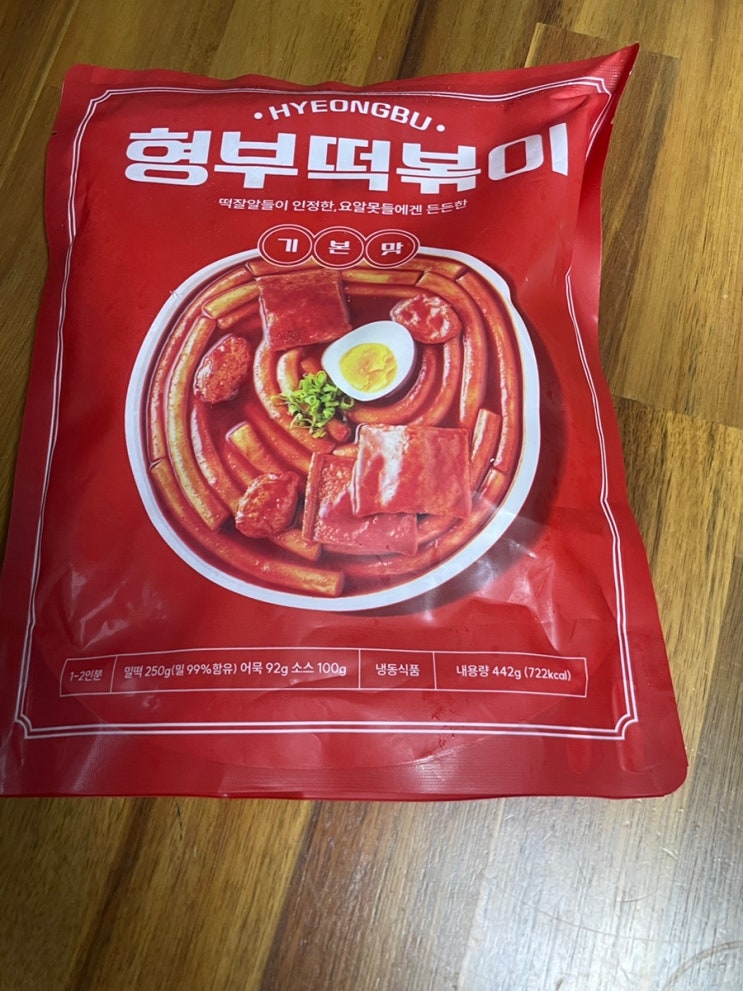 HYEONGBU
형부떡볶이
떡잘알들이 인정한, 요알못들에겐 든든한
기본맛
1-2인분 밀떡 250g(밀 99%함유) 어묵 92g 소스 100g 냉동식품 내용량 442g (722kcal)